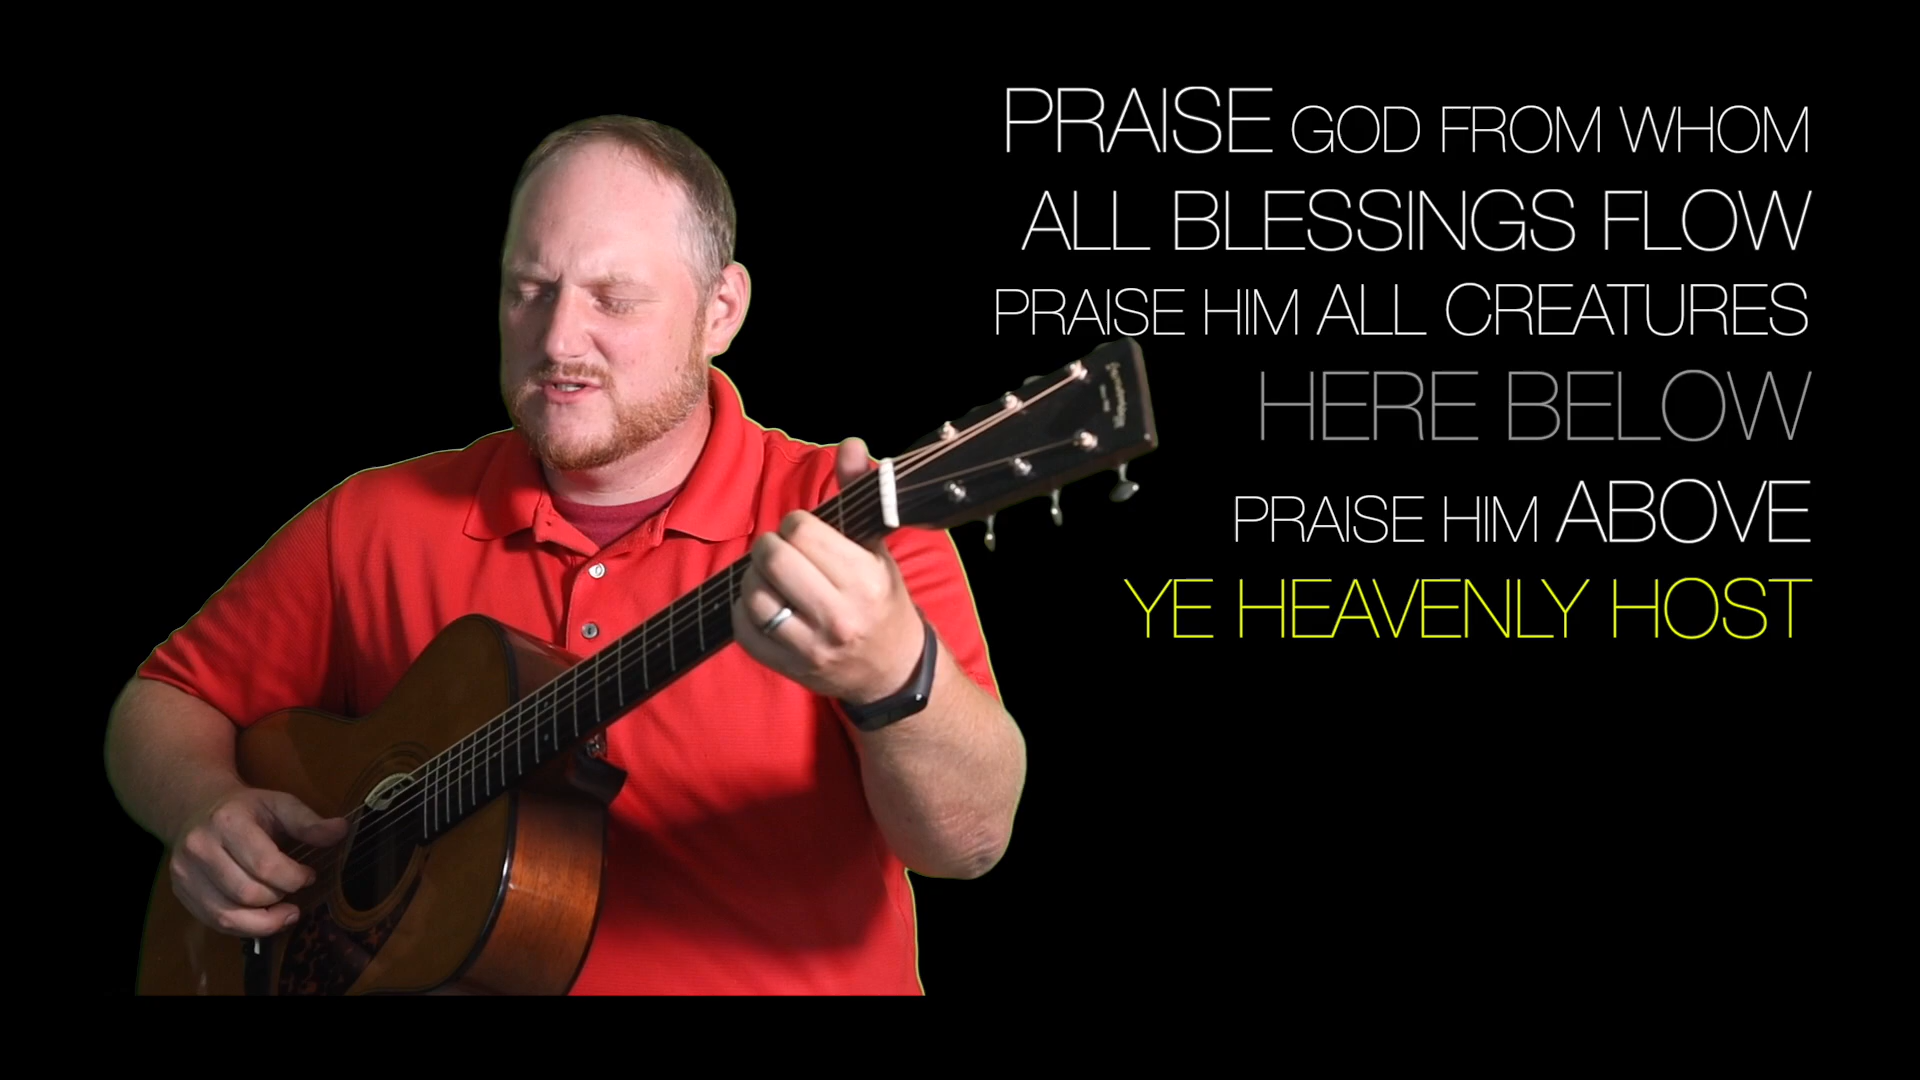 PRAISE GOD FROM WHOM
ALL BLESSINGS FLOW
PRAISE HIM ALL CREATURES
HERE BELOW
PRAISE HIM ABOVE
YE HEAVENLY HOST